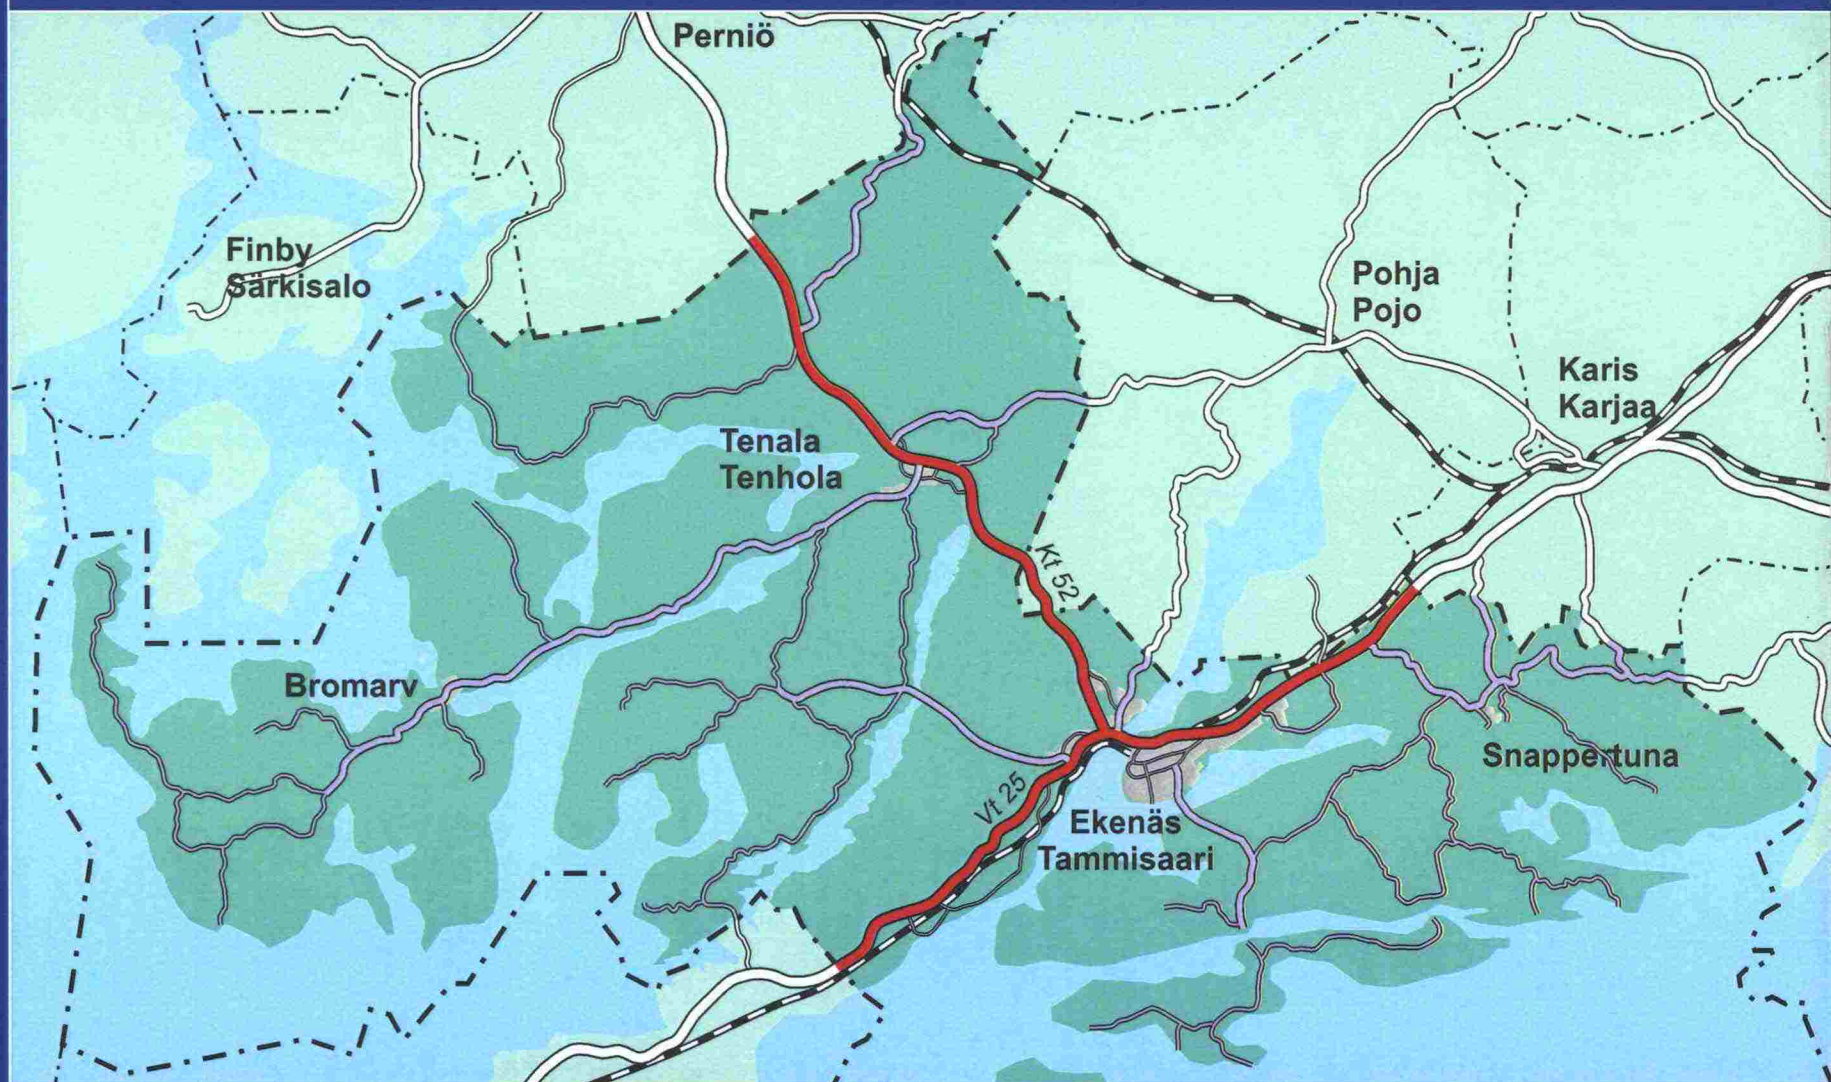 Perniö
Finby
Särkisalo
Pohja
Pojo
Karis
Karjaa
Tenala
Tenhola
Kt 52
Bromarv
Snappertuna
Vt 25
Ekenäs
Tammisaari